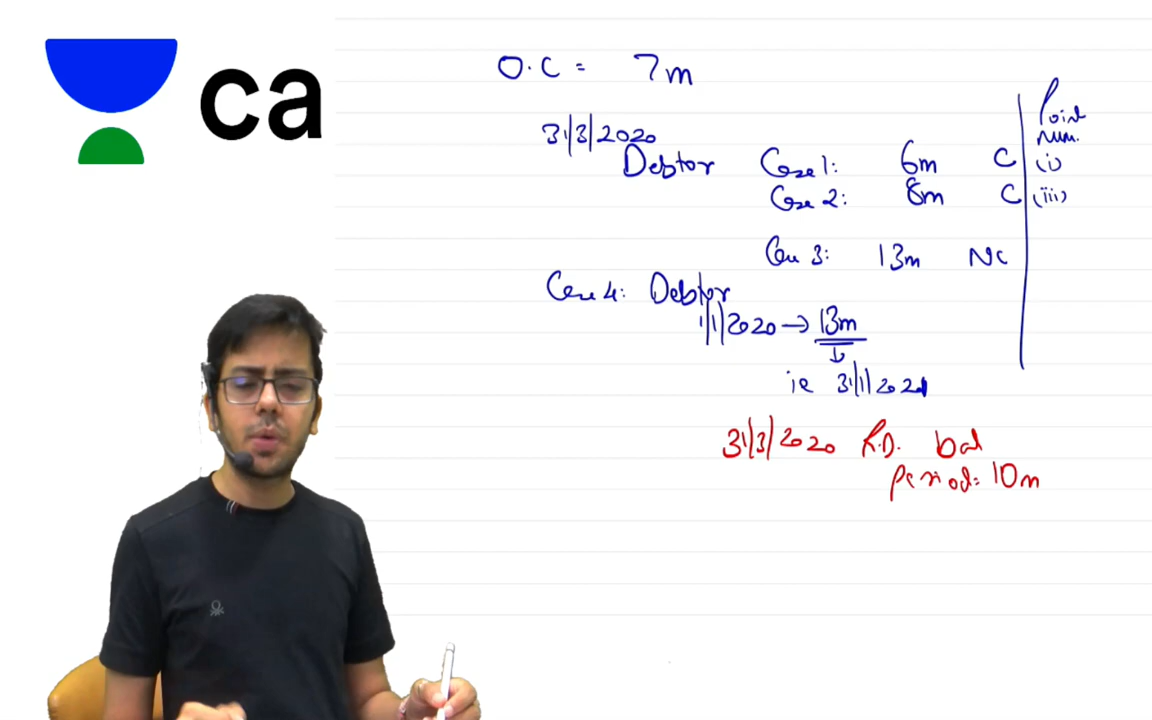 ca
O.C = 7m
31/3/2020
Debtor Case 1: 6m C
Case 2: 8m C
Case 3: 13m NC
Case 4: Debtor
1/1/2020 → 13m
ie 31/1/2021
31/3/2020 R.D. bal
period = 10m
Point
num.
(i)
(iii)